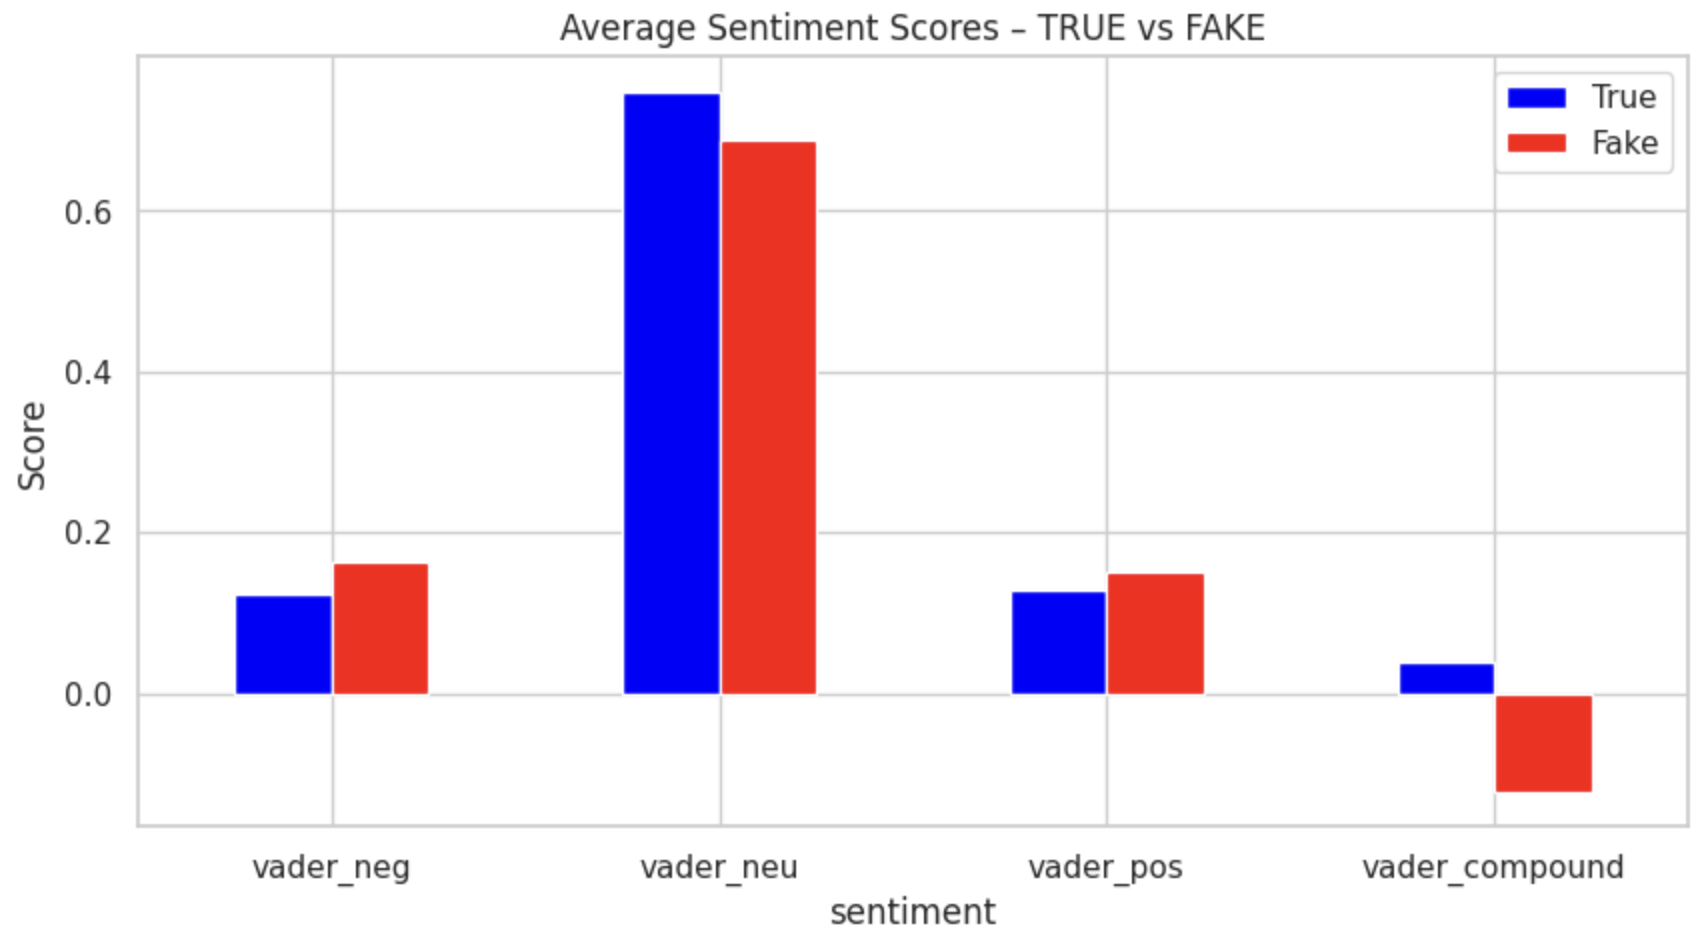 Average Sentiment Scores – TRUE vs FAKE
True
Fake
0.6
0.4
0.2
0.0
Score
vader_neg
vader_neu
vader_pos
vader_compound
sentiment